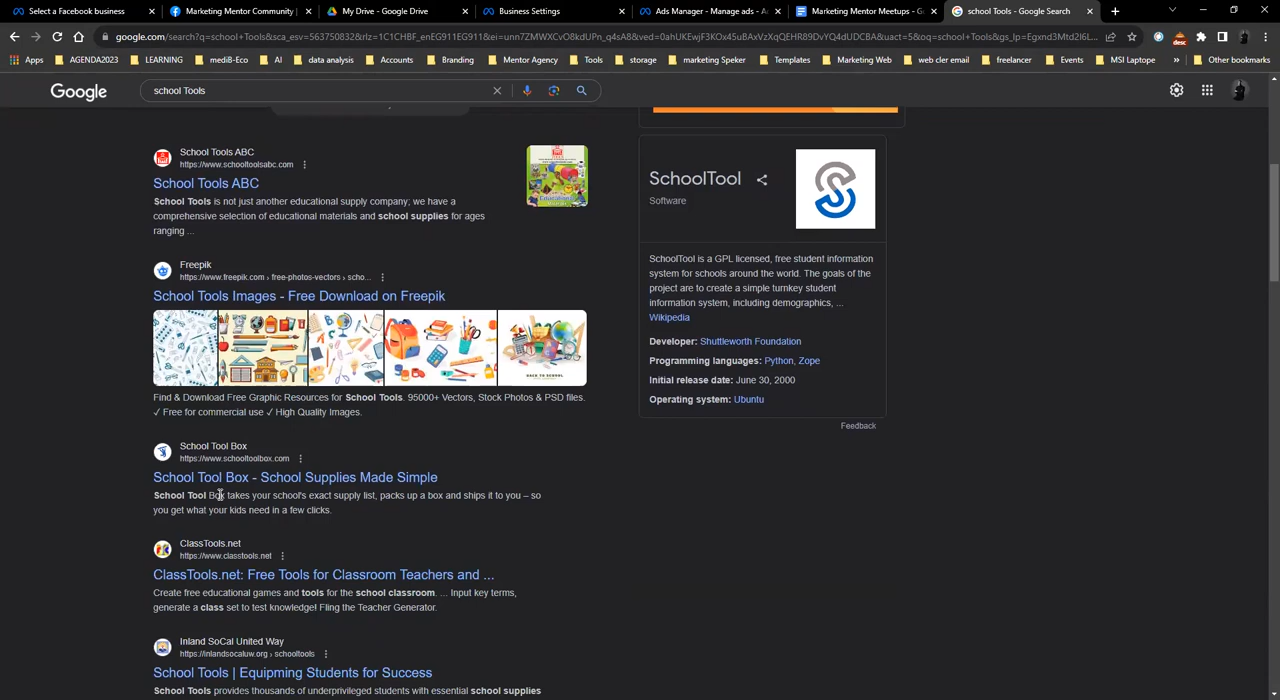 Select a Facebook business
Marketing Mentor Community |
My Drive - Google Drive
Business Settings
Ads Manager - Manage ads - Ad
Marketing Mentor Meetups - G
school Tools - Google Search
Apps
AGENDA2023
LEARNING
medi8-Eco
AI
data analysis
Accounts
Branding
Mentor Agency
Tools
storage
marketing Speker
Templates
Marketing Web
web cler email
freelancer
Events
MSI Laptope
Other bookmarks
Google
school Tools
School Tools ABC
https://www.schooltoolsabc.com
School Tools ABC
School Tools is not just another educational supply company; we have a
comprehensive selection of educational materials and school supplies for ages
ranging ...
Freepik
https://www.freepik.com › free-photos-vectors › scho...
School Tools Images - Free Download on Freepik
Find & Download Free Graphic Resources for School Tools. 95000+ Vectors, Stock Photos & PSD files.
✓ Free for commercial use ✓ High Quality Images.
School Tool Box
https://www.schooltoolbox.com
School Tool Box - School Supplies Made Simple
School Tool Box takes your school's exact supply list, packs up a box and ships it to you – so
you get what your kids need in a few clicks.
ClassTools.net
https://www.classtools.net
ClassTools.net: Free Tools for Classroom Teachers and ...
Create free educational games and tools for the school classroom. ... Input key terms,
generate a class set to test knowledge! Fling the Teacher Generator.
Inland SoCal United Way
https://inlandsocaluw.org › schooltools
School Tools | Equipming Students for Success
School Tools provides thousands of underprivileged students with essential school supplies
SchoolTool
Software
SchoolTool is a GPL licensed, free student information
system for schools around the world. The goals of the
project are to create a simple turnkey student
information system, including demographics, ...
Wikipedia
Developer: Shuttleworth Foundation
Programming languages: Python, Zope
Initial release date: June 30, 2000
Operating system: Ubuntu
Feedback